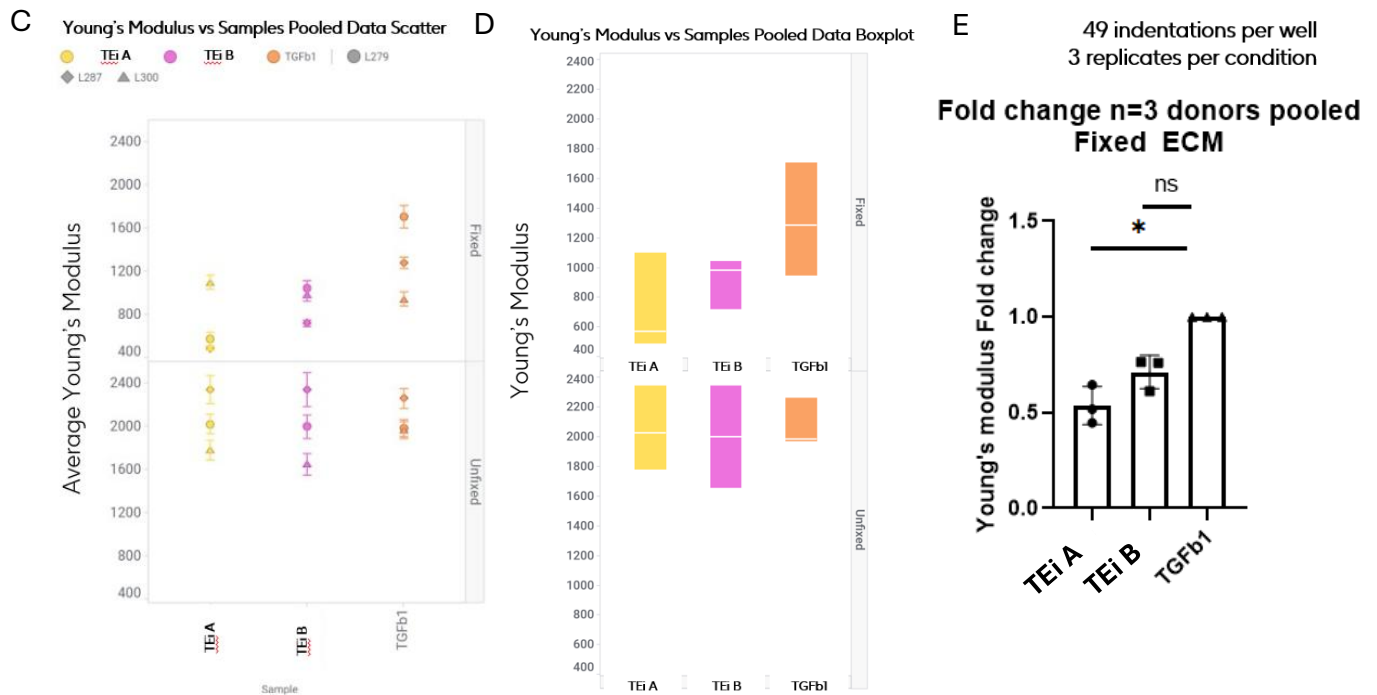 C
Young's Modulus vs Samples Pooled Data Scatter
TEi A TEi B TGFb1 L279
L287 L300
Average Young's Modulus
2400
2000
1600
1200
800
400
Fixed
2400
2000
1600
1200
800
400
Unfixed
TEi A TEi B TGFb1
Sample
D
Young's Modulus vs Samples Pooled Data Boxplot
Young's Modulus
2400
2200
2000
1800
1600
1400
1200
1000
800
600
400
Fixed
TEi A TEi B TGFb1
2400
2200
2000
1800
1600
1400
1200
1000
800
600
400
Unfixed
TEi A TEi B TGFb1
E
49 indentations per well
3 replicates per condition
Fold change n=3 donors pooled
Fixed ECM
Young's modulus Fold change
ns
*
1.5
1.0
0.5
0.0
TEi A TEi B TGFb1